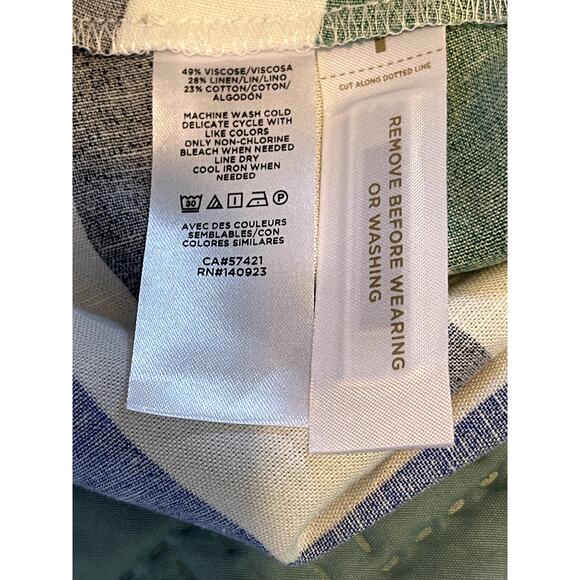 49% VISCOSE/VISCOSA
28% LINEN/LIN/LINO
23% COTTON/COTON/
ALGODÓN
MACHINE WASH COLD
DELICATE CYCLE WITH
LIKE COLORS
ONLY NON-CHLORINE
BLEACH WHEN NEEDED
LINE DRY
COOL IRON WHEN
NEEDED
30
P
AVEC DES COULEURS
SEMBLABLES/CON
COLORES SIMILARES
CA#57421
RN#140923
CUT ALONG DOTTED LINE
REMOVE BEFORE WEARING
OR WASHING